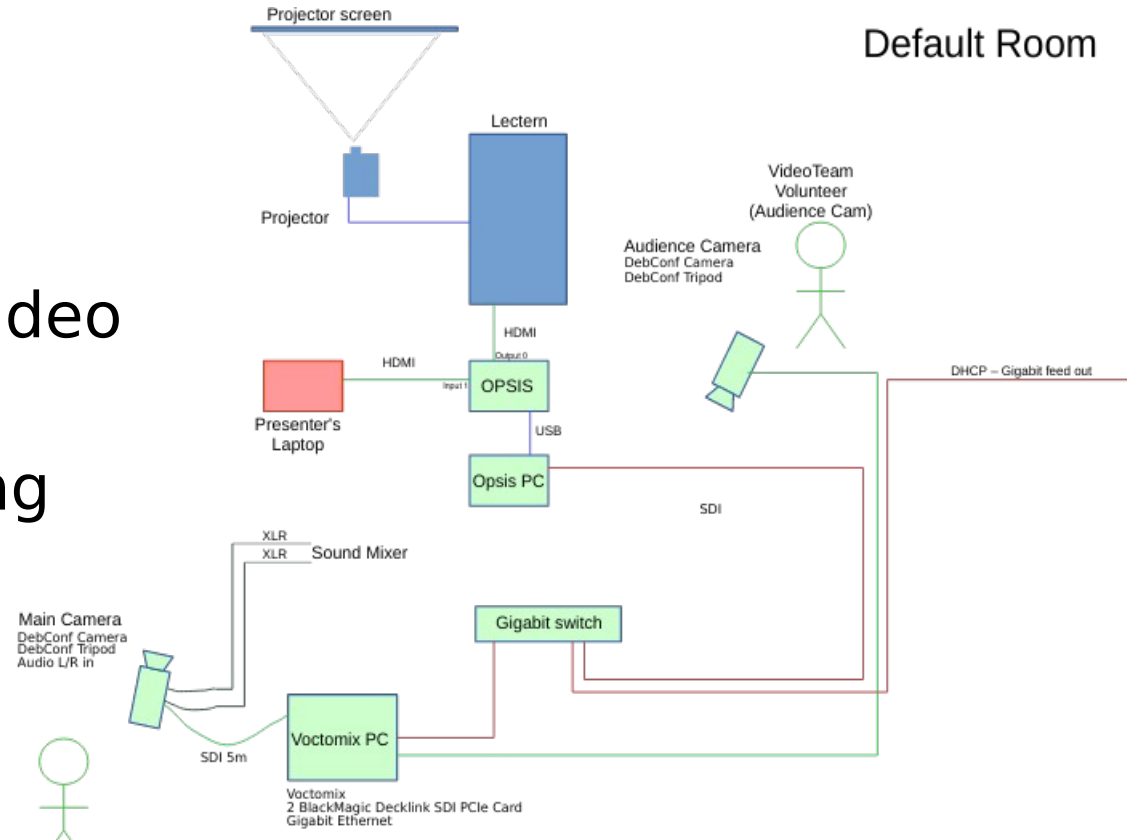 Projector screen
Default Room
Lectern
VideoTeam
Volunteer
(Audience Cam)
Projector
Audience Camera
DebConf Camera
DebConf Tripod
deo
HDMI
Output 0
HDMI
Input 1
OPSIS
DHCP – Gigabit feed out
Presenter's
Laptop
USB
Opsis PC
ng
SDI
XLR
XLR
Sound Mixer
Main Camera
DebConf Camera
DebConf Tripod
Audio L/R in
Gigabit switch
Voctomix PC
SDI 5m
Voctomix
2 BlackMagic Decklink SDI PCIe Card
Gigabit Ethernet